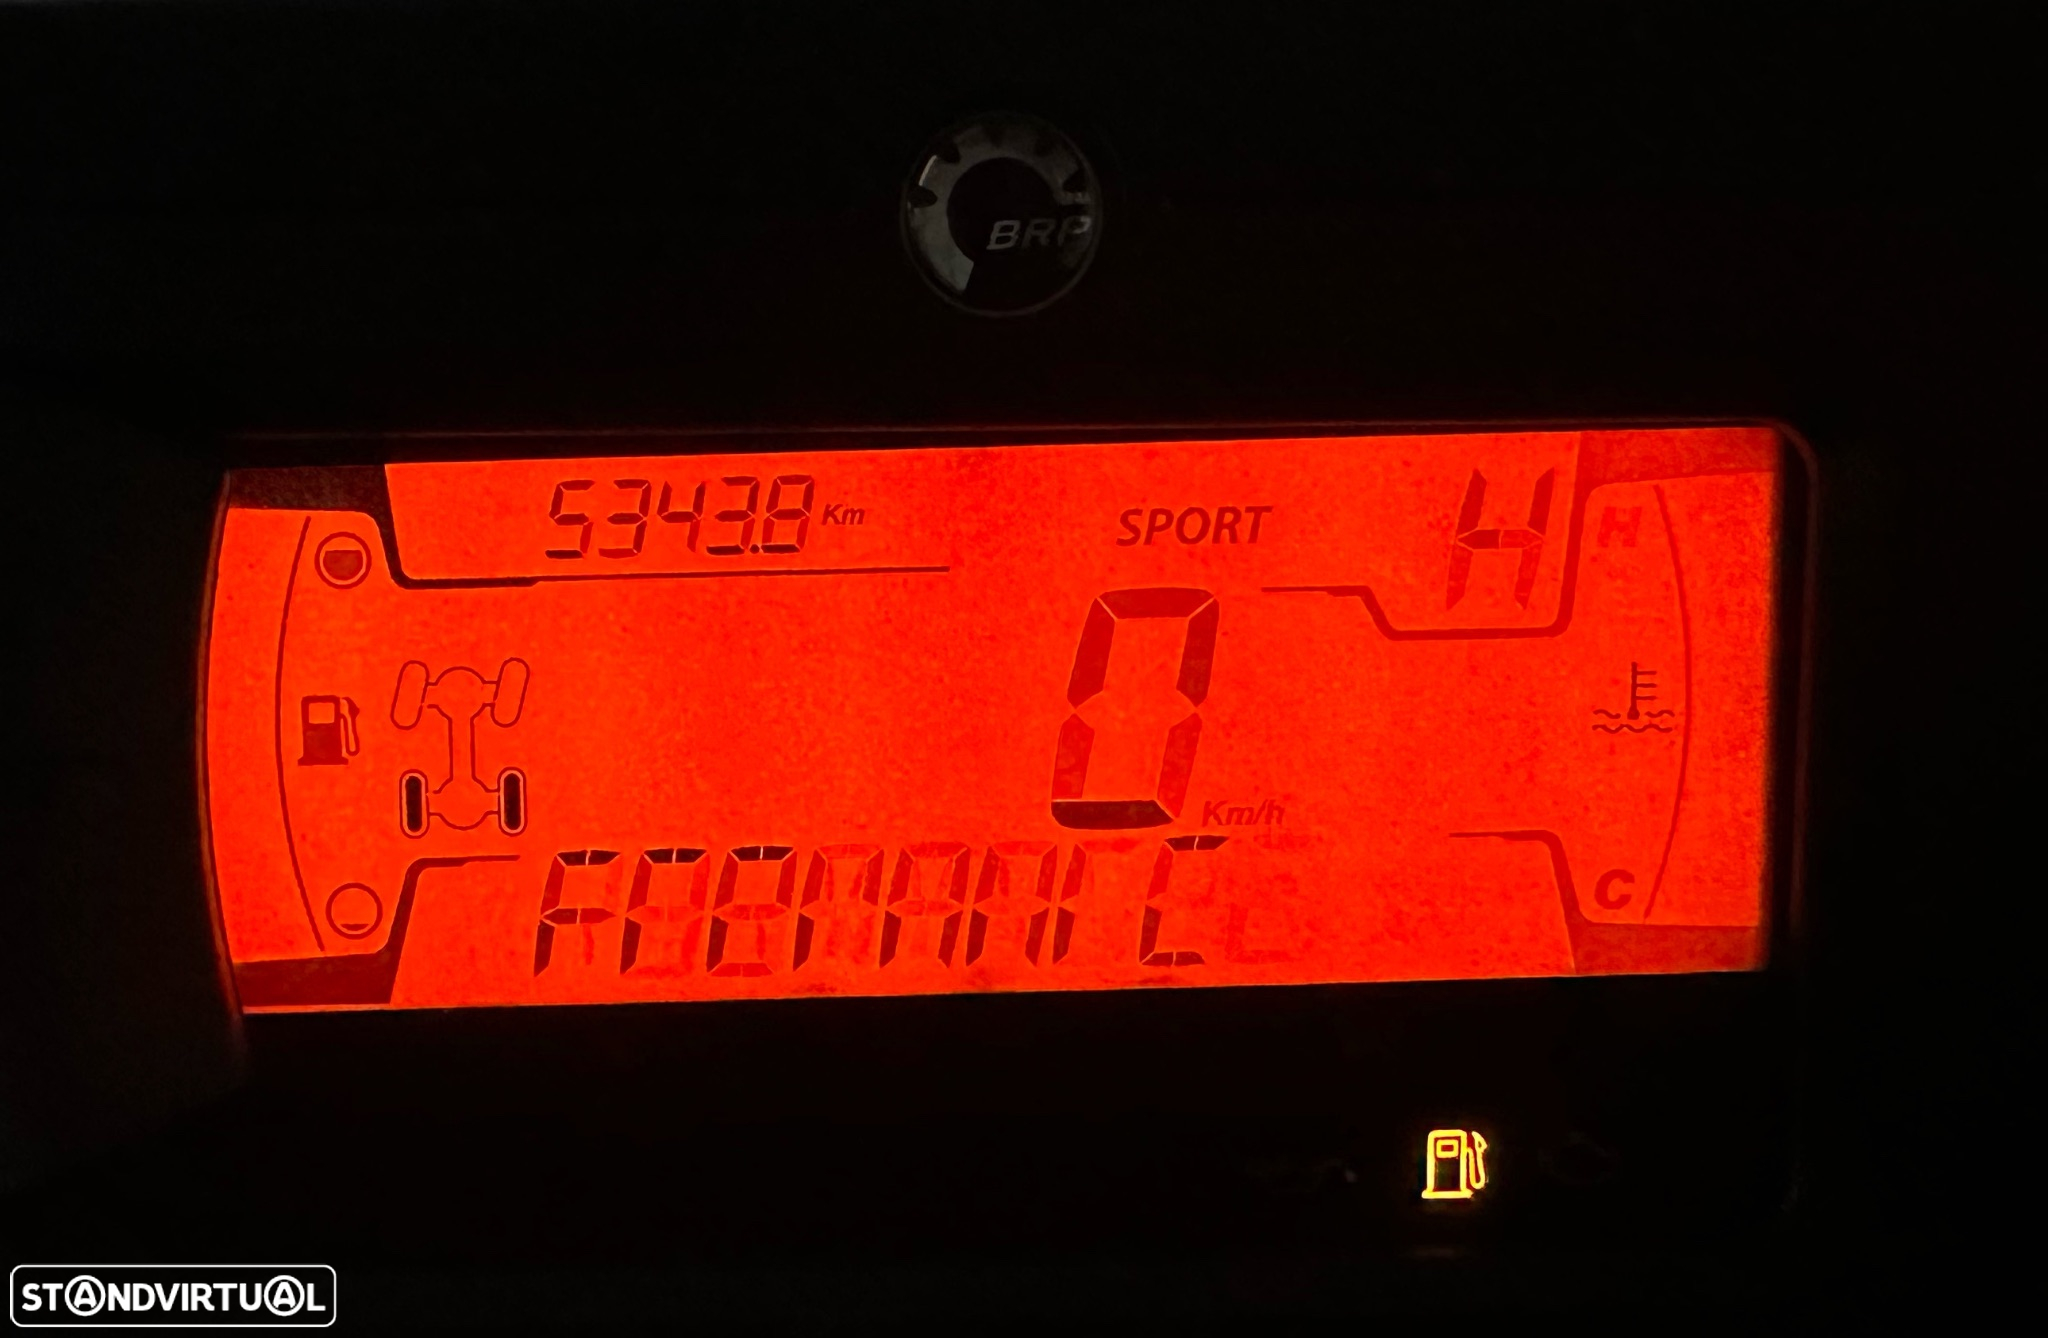 BRP
5343.8 Km
SPORT
H
H
0
Km/h
C
STANDVIRTUAL